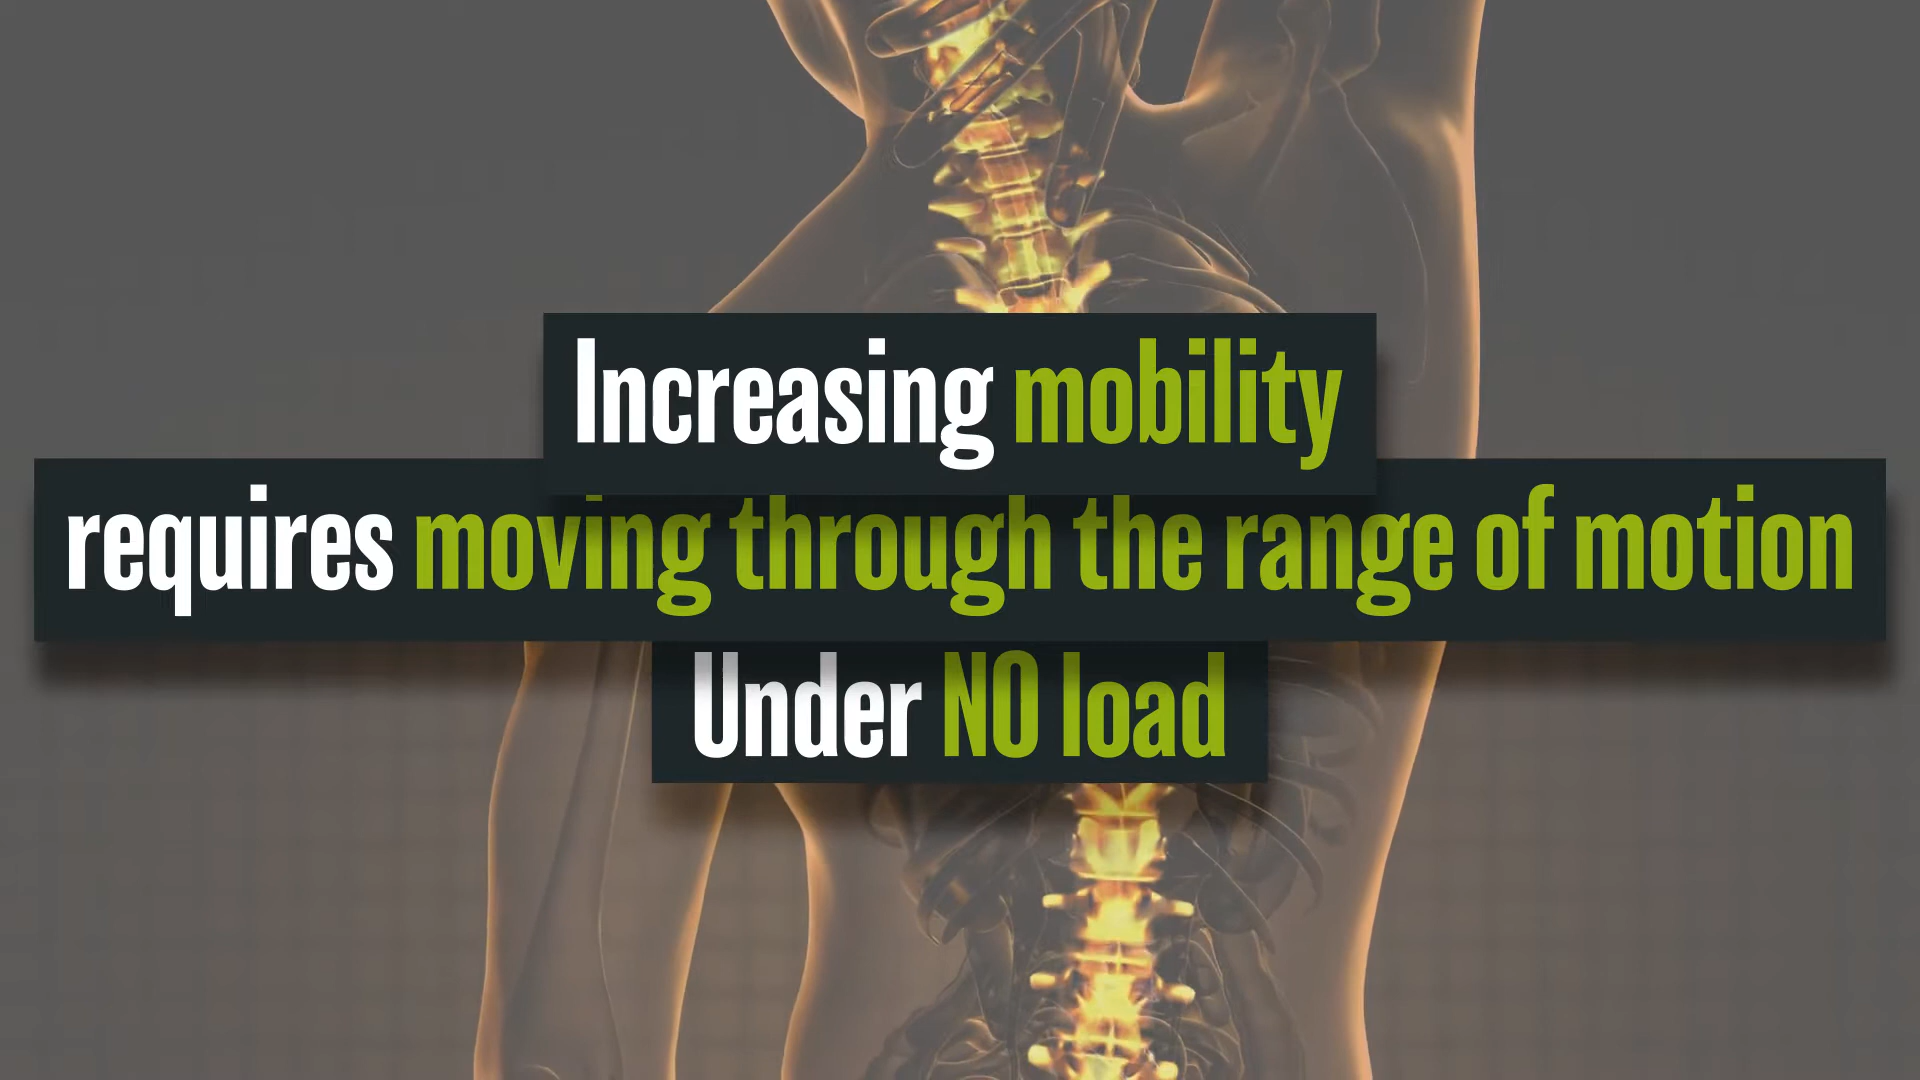 Increasing mobility
requires moving through the range of motion
Under NO load